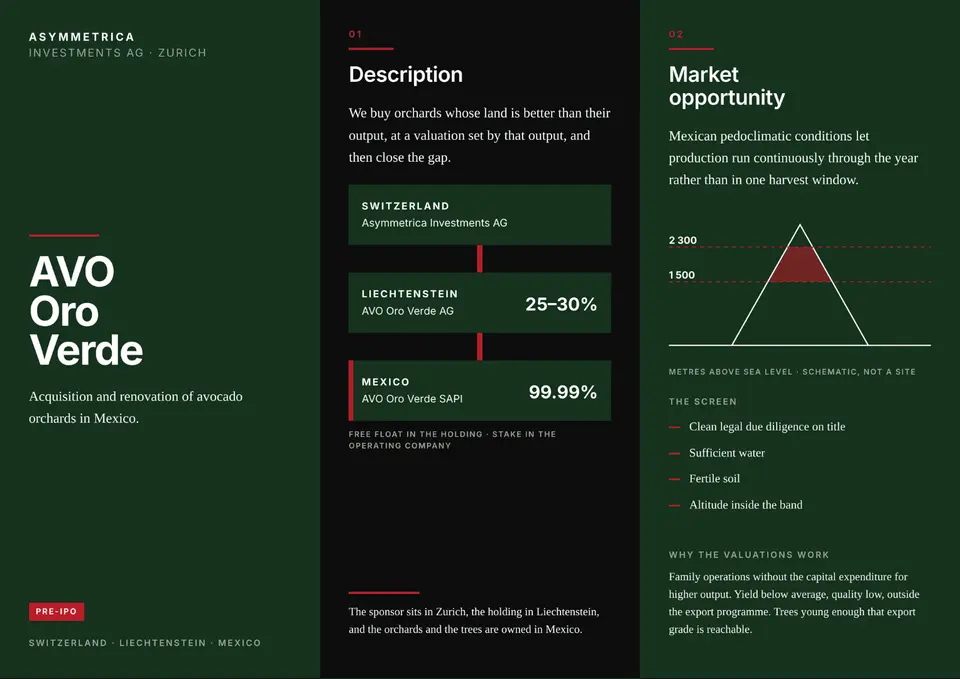 ASYMMETRICA
INVESTMENTS AG · ZURICH
AVO
Oro
Verde
Acquisition and renovation of avocado
orchards in Mexico.
PRE-IPO
SWITZERLAND · LIECHTENSTEIN · MEXICO
01
Description
We buy orchards whose land is better than their
output, at a valuation set by that output, and
then close the gap.
SWITZERLAND
Asymmetrica Investments AG
LIECHTENSTEIN
AVO Oro Verde AG
25–30%
MEXICO
AVO Oro Verde SAPI
99.99%
FREE FLOAT IN THE HOLDING · STAKE IN THE
OPERATING COMPANY
The sponsor sits in Zurich, the holding in Liechtenstein,
and the orchards and the trees are owned in Mexico.
02
Market
opportunity
Mexican pedoclimatic conditions let
production run continuously through the year
rather than in one harvest window.
2 300
1 500
METRES ABOVE SEA LEVEL · SCHEMATIC, NOT A SITE
THE SCREEN
— Clean legal due diligence on title
— Sufficient water
— Fertile soil
— Altitude inside the band
WHY THE VALUATIONS WORK
Family operations without the capital expenditure for
higher output. Yield below average, quality low, outside
the export programme. Trees young enough that export
grade is reachable.